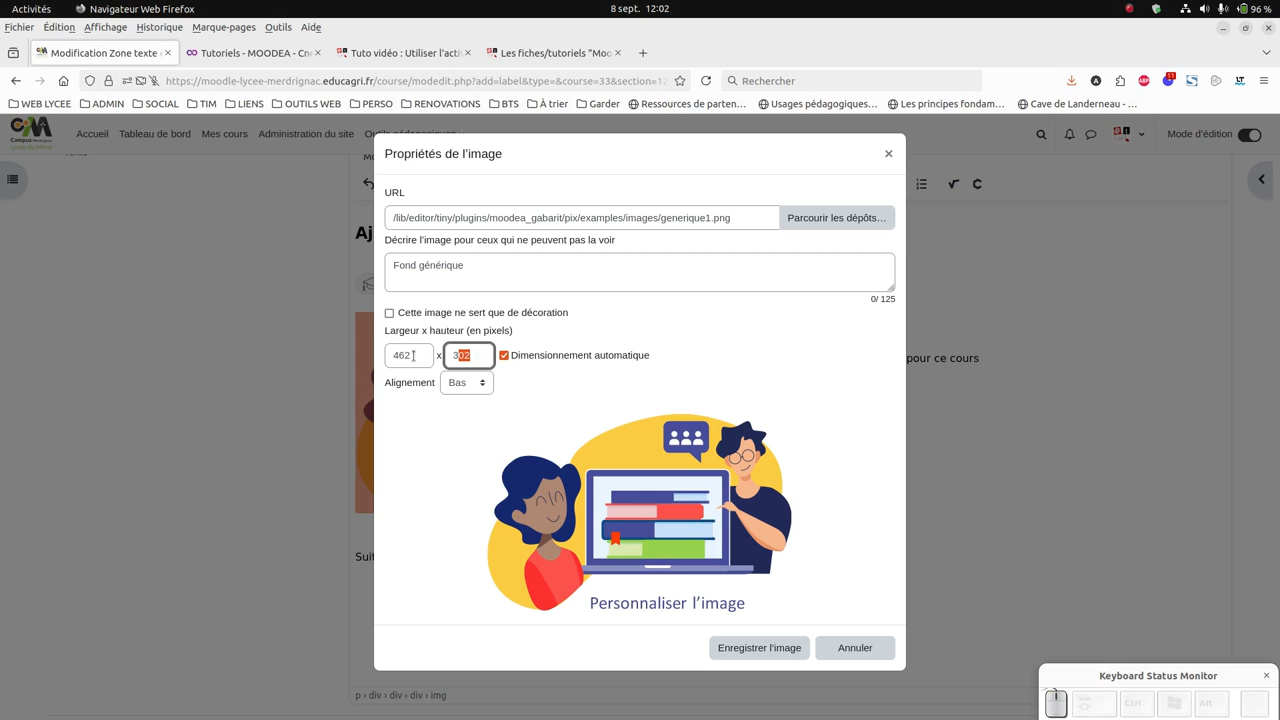 Activités
Navigateur Web Firefox
8 sept. 12:02
96 %
Fichier Édition Affichage Historique Marque-pages Outils Aide
Modification Zone texte
Tutoriels - MOODEA - Cn
Tuto vidéo : Utiliser l'act
Les fiches/tutoriels "Moo
https://moodle-lycee-merdrignac.educagri.fr/course/modedit.php?add=label&type=&course=33&section=12
Rechercher
11
WEB LYCEE ADMIN SOCIAL TIM LIENS OUTILS WEB PERSO RENOVATIONS BTS À trier Garder Ressources de parten… Usages pédagogiques… Les principes fondam… Cave de Landerneau - …
Accueil Tableau de bord Mes cours Administration du site
Mode d'édition
Propriétés de l'image
URL
/lib/editor/tiny/plugins/moodea_gabarit/pix/examples/images/generique1.png
Parcourir les dépôts…
Décrire l'image pour ceux qui ne peuvent pas la voir
Fond générique
0/ 125
Cette image ne sert que de décoration
Largeur x hauteur (en pixels)
462 x 302 Dimensionnement automatique
pour ce cours
Alignement Bas
Personnaliser l'image
Enregistrer l'image Annuler
Keyboard Status Monitor
p › div › div › div › img
Ctrl
Alt